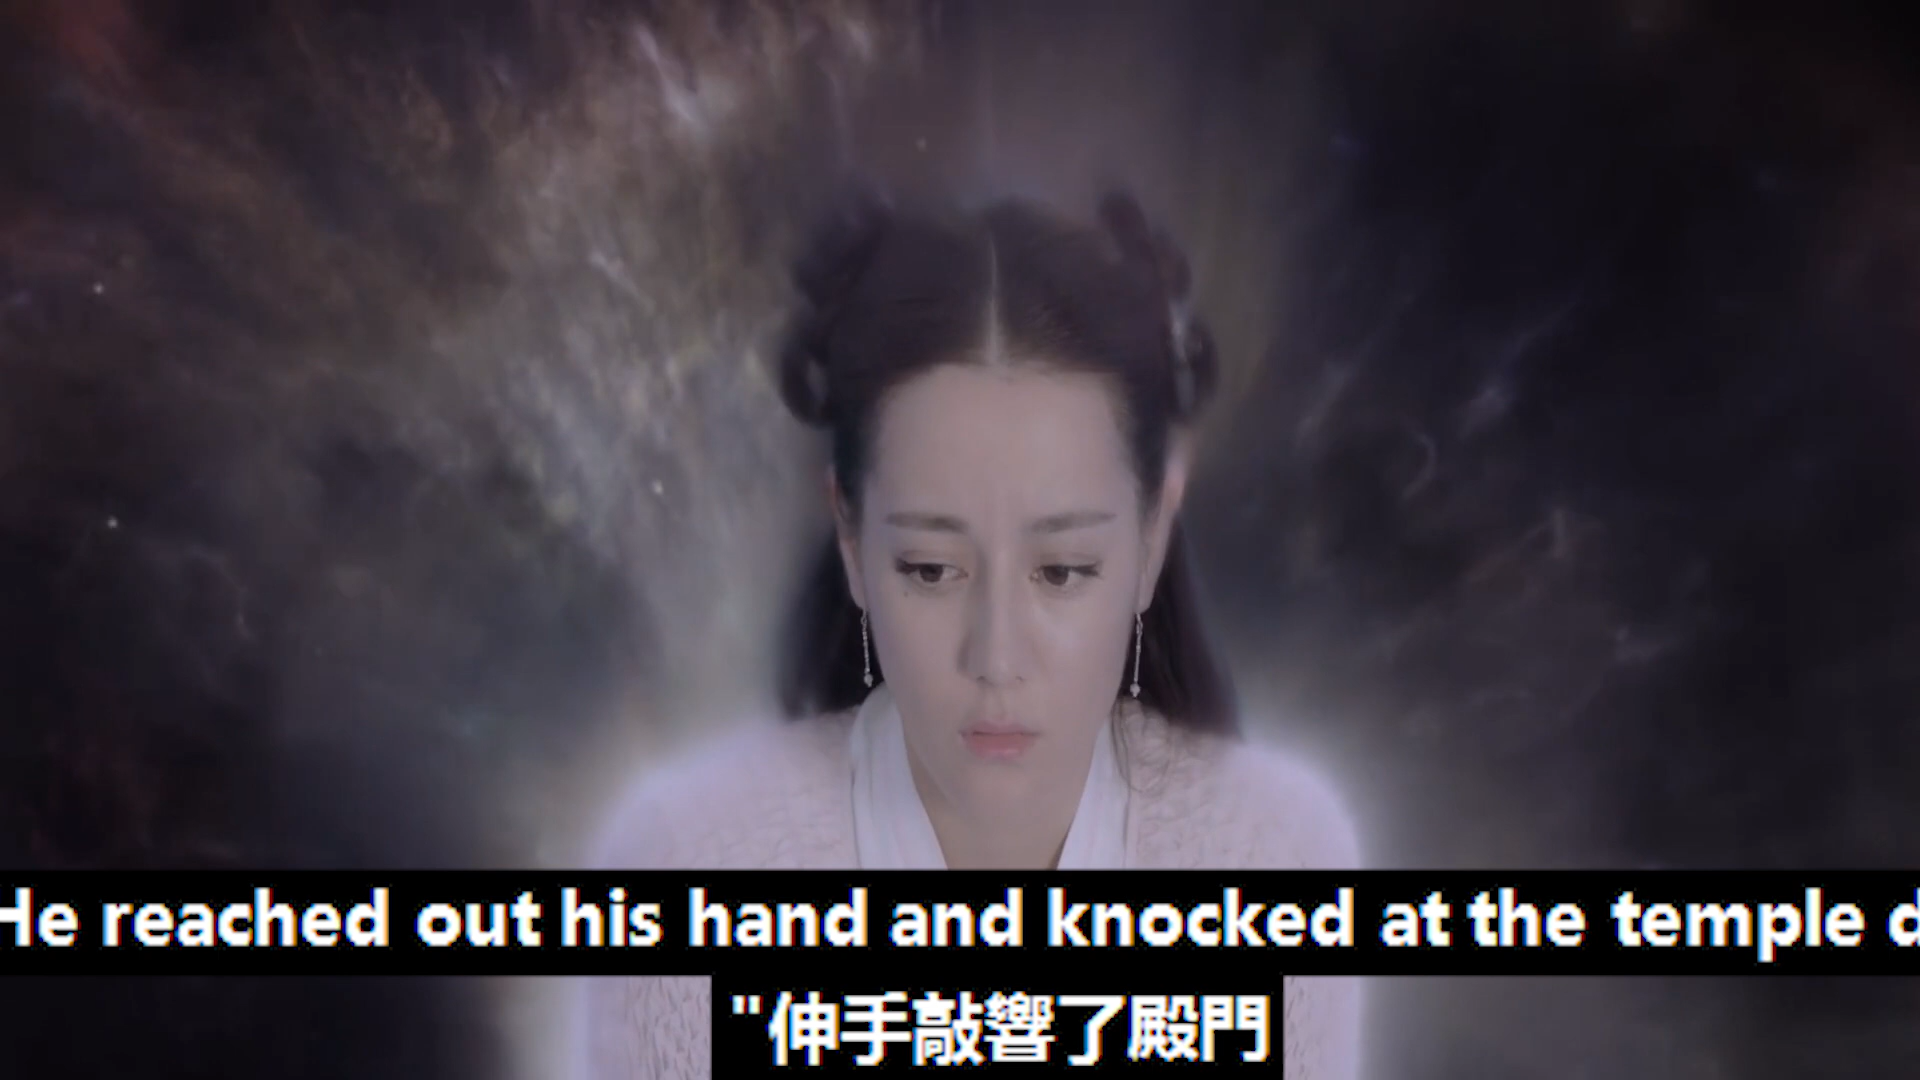 He reached out his hand and knocked at the temple d
"伸手敲響了殿門